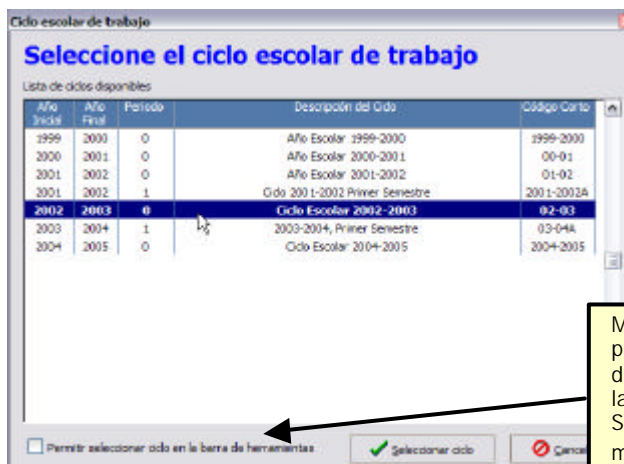 Ciclo escolar de trabajo
Seleccione el ciclo escolar de trabajo
Lista de ciclos disponibles
Año Inicial Año Final Periodo Descripción del Ciclo Código Corto
1999 2000 0 Año Escolar 1999-2000 1999-2000
2000 2001 0 Año Escolar 2000-2001 00-01
2001 2002 0 Año Escolar 2001-2002 01-02
2001 2002 1 Ciclo 2001-2002 Primer Semestre 2001-2002A
2002 2003 0 Ciclo Escolar 2002-2003 02-03
2003 2004 1 2003-2004, Primer Semestre 03-04A
2004 2005 0 Ciclo Escolar 2004-2005 2004-2005
M
p
d
la
S
m
Permitir seleccionar ciclo en la barra de herramientas Seleccionar ciclo Cancel